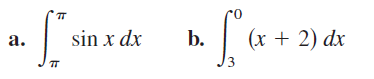 a. ∫_π^π sin x dx b. ∫_3^0 (x + 2) dx